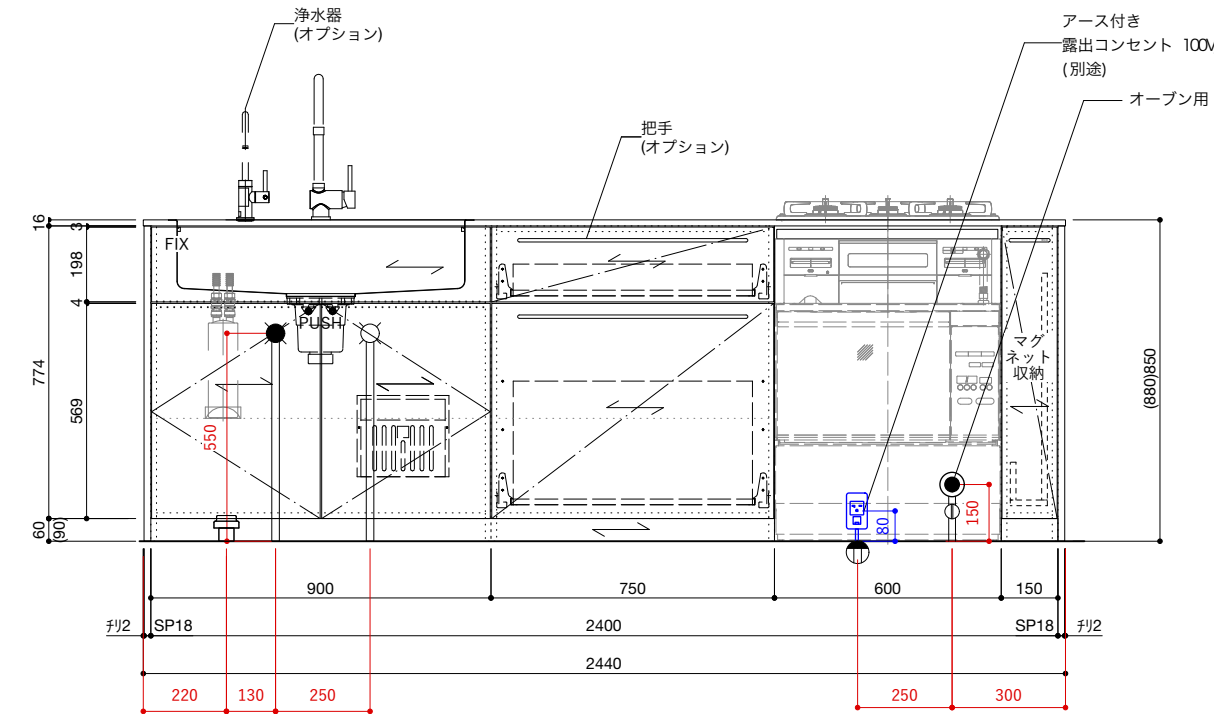 浄水器
(オプション)
アース付き
露出コンセント 100V
(別途)
オーブン用
把手
(オプション)
16
3
FIX
198
4
PUSH
774
569
550
マグ
ネット
収納
(880)850
60
(90)
80
150
900
750
600
150
ﾁﾘ2
SP18
2400
SP18
ﾁﾘ2
2440
220
130
250
250
300